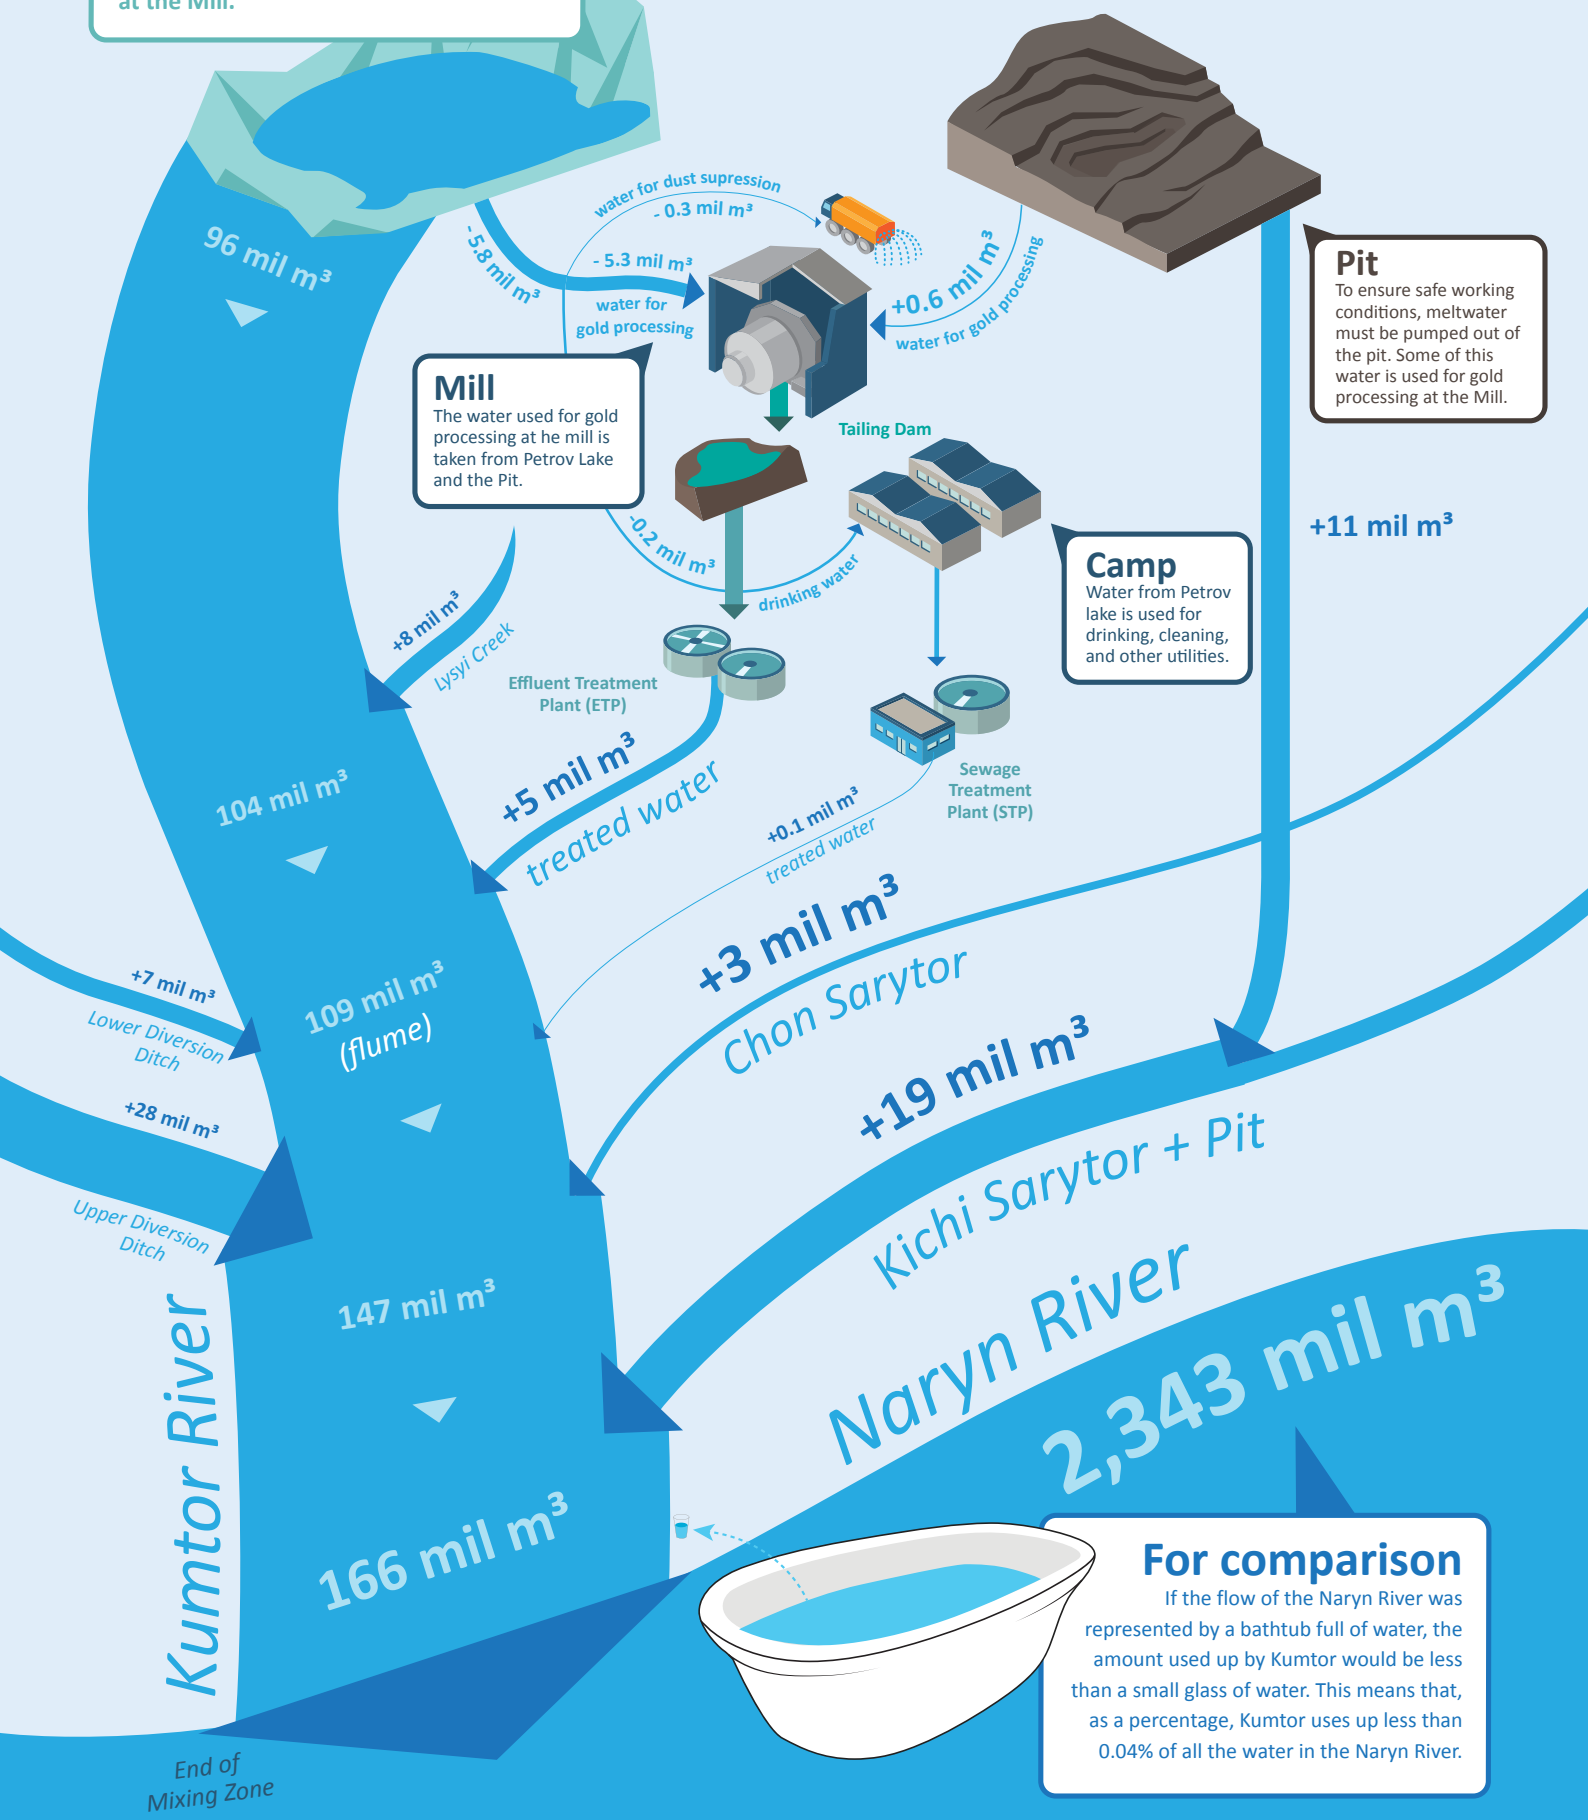 at the Mill.
96 mil m³
- 5.8 mil m³
water for dust supression
- 0.3 mil m³
- 5.3 mil m³
water for
gold processing
+0.6 mil m³
water for gold processing
Pit
To ensure safe working
conditions, meltwater
must be pumped out of
the pit. Some of this
water is used for gold
processing at the Mill.
Mill
The water used for gold
processing at he mill is
taken from Petrov Lake
and the Pit.
Tailing Dam
-0.2 mil m³
drinking water
+11 mil m³
Camp
Water from Petrov
lake is used for
drinking, cleaning,
and other utilities.
+8 mil m³
Lysyi Creek
Effluent Treatment
Plant (ETP)
+5 mil m³
treated water
Sewage
Treatment
Plant (STP)
+0.1 mil m³
treated water
104 mil m³
+3 mil m³
Chon Sarytor
+7 mil m³
Lower Diversion
Ditch
109 mil m³
(flume)
+28 mil m³
Upper Diversion
Ditch
+19 mil m³
Kichi Sarytor + Pit
147 mil m³
Kumtor River
Naryn River
2,343 mil m³
166 mil m³
For comparison
If the flow of the Naryn River was
represented by a bathtub full of water, the
amount used up by Kumtor would be less
than a small glass of water. This means that,
as a percentage, Kumtor uses up less than
0.04% of all the water in the Naryn River.
End of
Mixing Zone